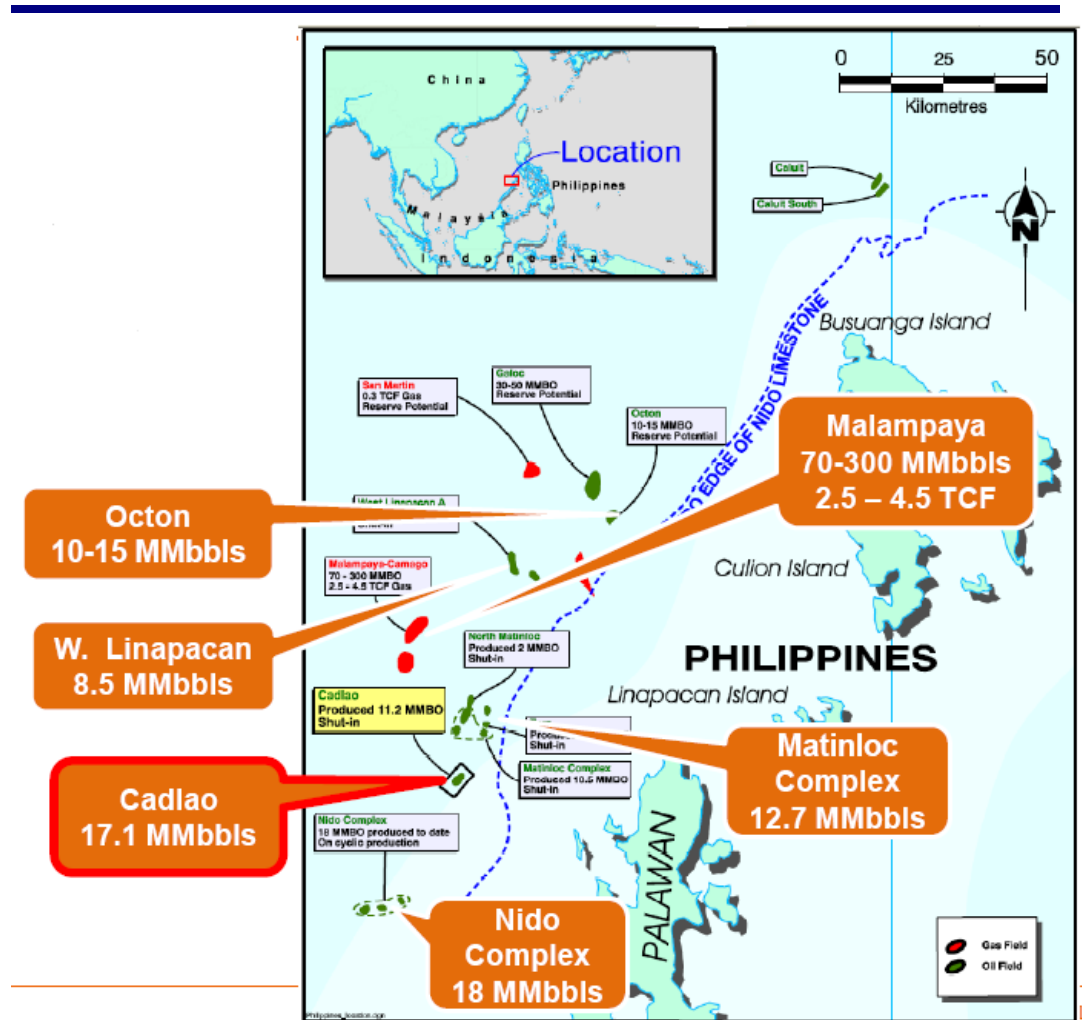 China
Location
Philippines
Malaysia
Indonesia
0 25 50
Kilometres
Caluit
Caluit South
N
EDGE OF NIDO LIMESTONE
Busuanga Island
San Martin
0.3 TCF Gas
Reserve Potential
Galoc
30-50 MMBO
Reserve Potential
Octon
10-15 MMBO
Reserve Potential
Malampaya
70-300 MMbbls
2.5 – 4.5 TCF
Octon
10-15 MMbbls
West Linapacan A
Malampaya-Camago
70 - 300 MMBO
2.5 - 4.5 TCF Gas
Culion Island
W. Linapacan
8.5 MMbbls
North Matinloc
Produced 2 MMBO
Shut-in
PHILIPPINES
Linapacan Island
Cadlao
Produced 11.2 MMBO
Shut-in
Shut-in
Matinloc
Complex
12.7 MMbbls
Matinloc Complex
Produced 10.5 MMBO
Shut-in
Cadlao
17.1 MMbbls
Nido Complex
18 MMBO produced to date
On cyclic production
PALAWAN
Nido
Complex
18 MMbbls
Gas Field
Oil Field